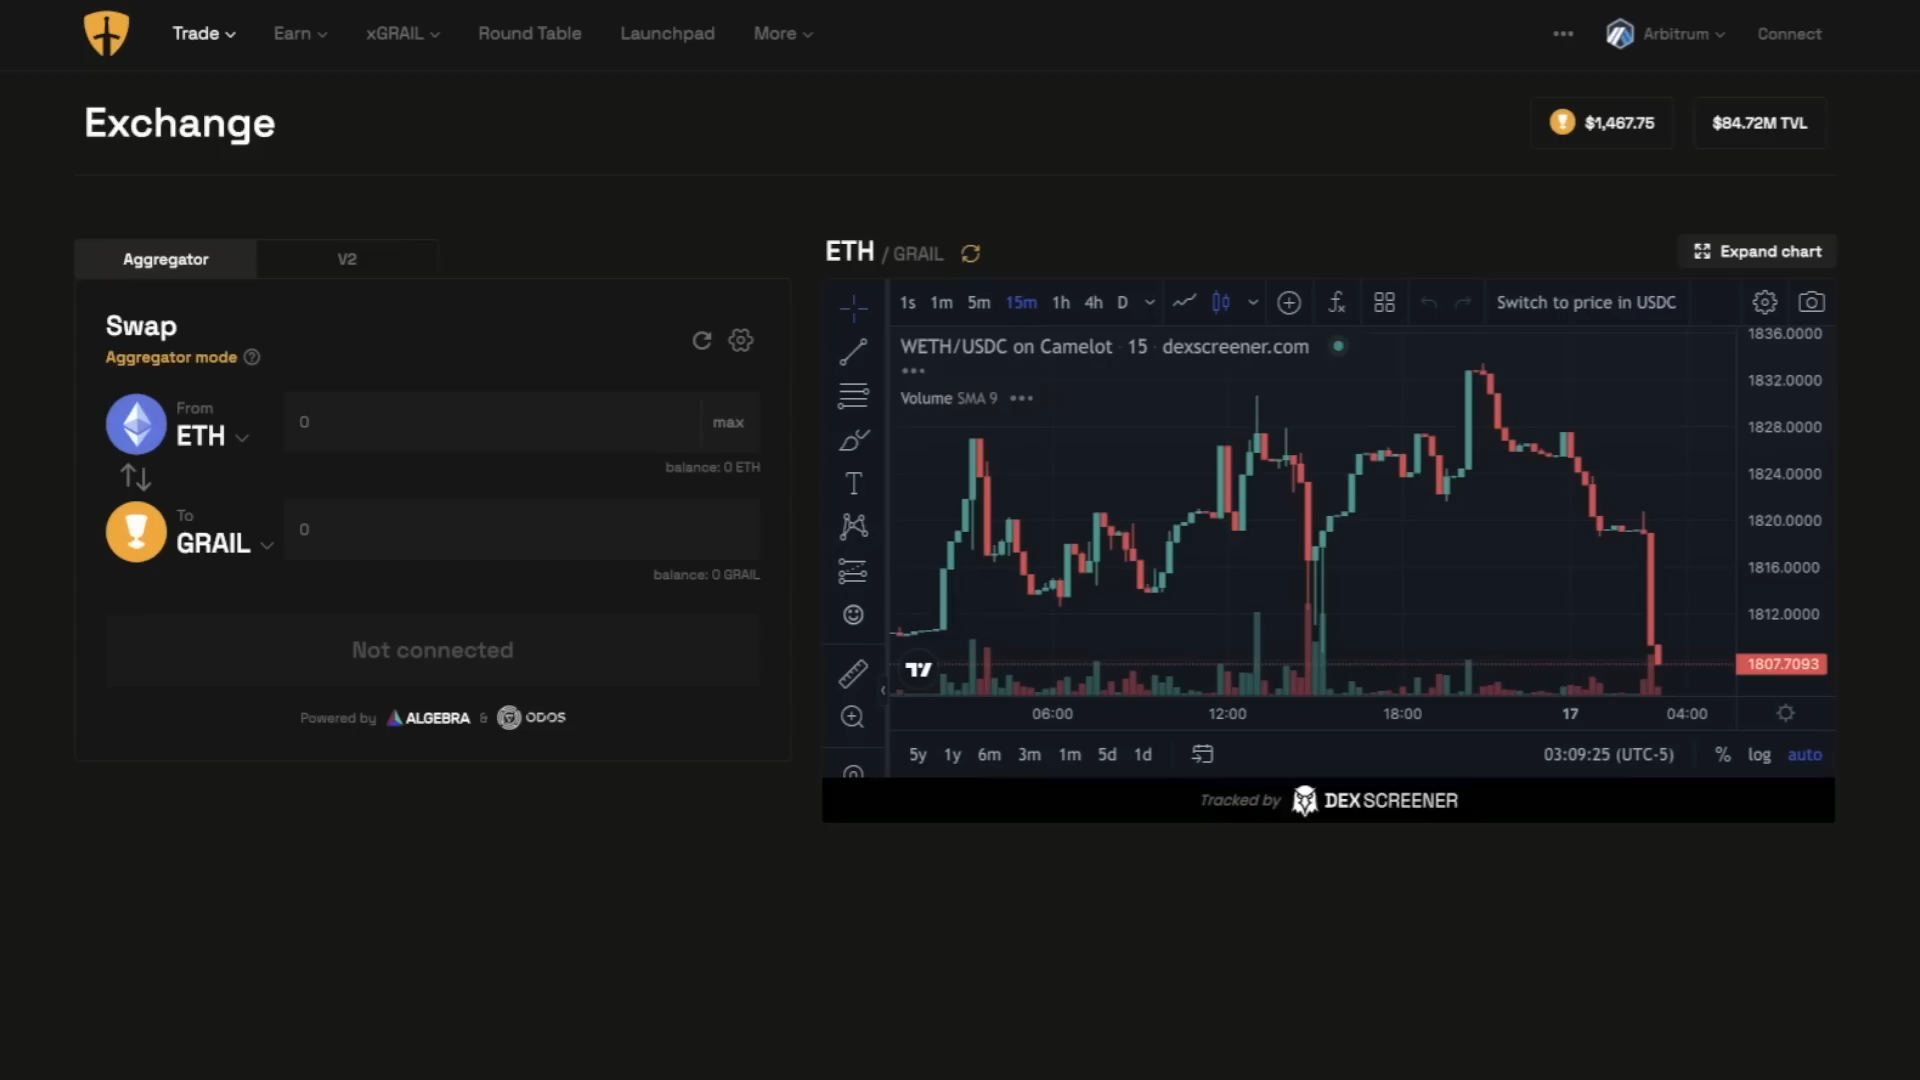 Trade Earn xGRAIL Round Table Launchpad More Arbitrum Connect
Exchange
$1,467.75 $84.72M TVL
Aggregator V2
Swap
Aggregator mode
From
ETH
0
max
balance: 0 ETH
To
GRAIL
0
balance: 0 GRAIL
Not connected
Powered by ALGEBRA & ODOS
ETH / GRAIL
Expand chart
1s 1m 5m 15m 1h 4h D Switch to price in USDC
WETH/USDC on Camelot · 15 · dexscreener.com
Volume SMA 9
1836.0000
1832.0000
1828.0000
1824.0000
1820.0000
1816.0000
1812.0000
1807.7093
06:00 12:00 18:00 17 04:00
5y 1y 6m 3m 1m 5d 1d 03:09:25 (UTC-5) % log auto
Tracked by DEX SCREENER